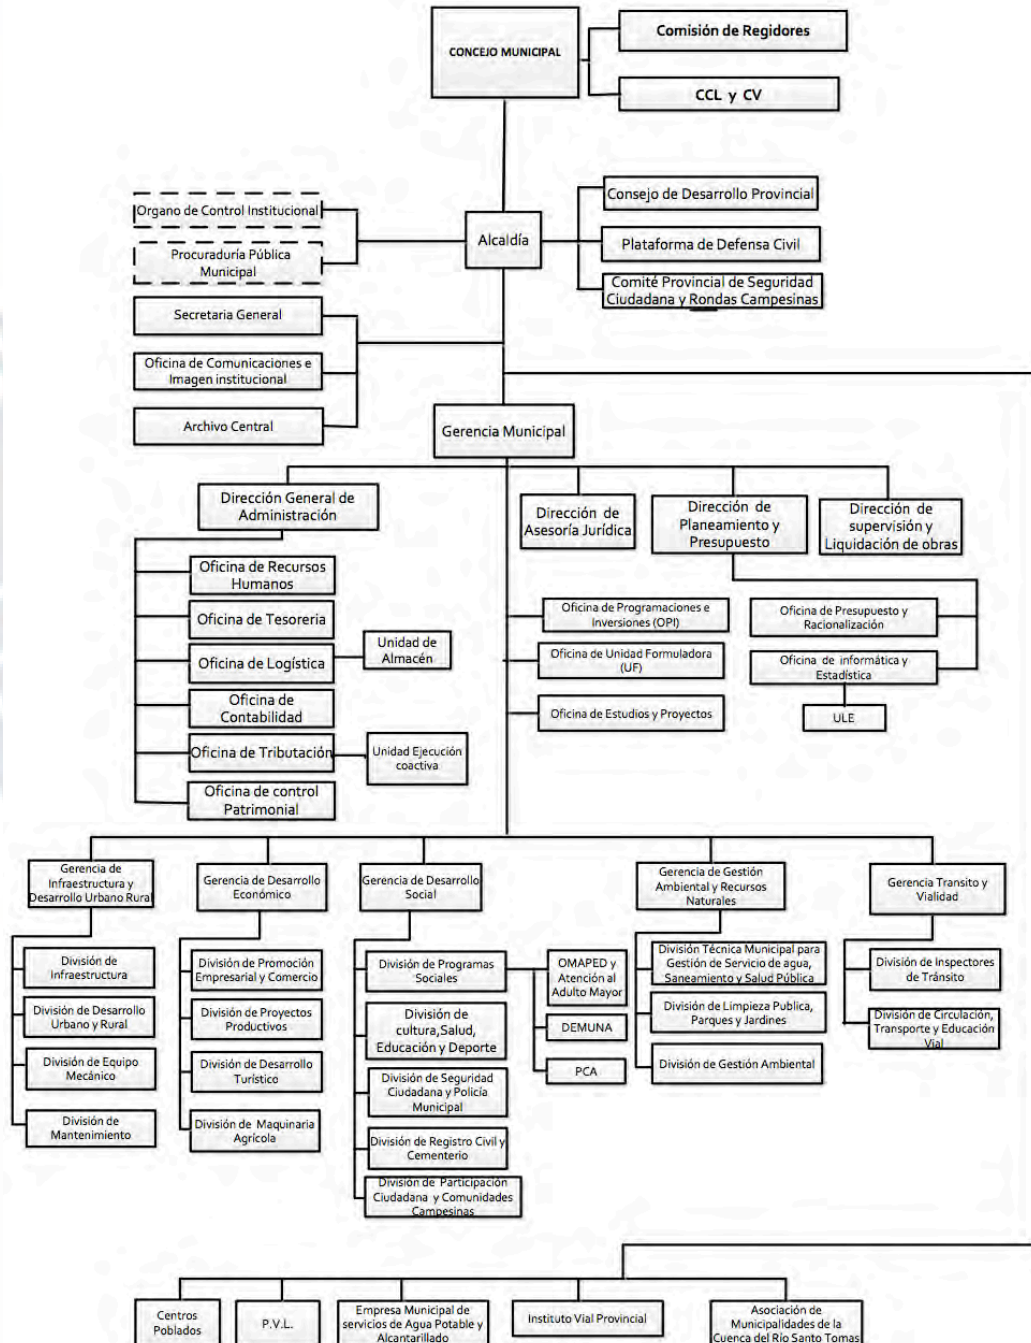 CONCEJO MUNICIPAL
Comisión de Regidores
CCL y CV
Organo de Control Institucional
Procuraduría Pública
Municipal
Secretaria General
Oficina de Comunicaciones e
Imagen institucional
Archivo Central
Alcaldía
Consejo de Desarrollo Provincial
Plataforma de Defensa Civil
Comité Provincial de Seguridad
Ciudadana y Rondas Campesinas
Gerencia Municipal
Dirección General de
Administración
Dirección de
Asesoría Jurídica
Dirección de
Planeamiento y
Presupuesto
Dirección de
supervisión y
Liquidación de obras
Oficina de Recursos
Humanos
Oficina de Tesoreria
Oficina de Logística
Unidad de
Almacén
Oficina de
Contabilidad
Oficina de Tributación
Unidad Ejecución
coactiva
Oficina de control
Patrimonial
Oficina de Programaciones e
Inversiones (OPI)
Oficina de Unidad Formuladora
(UF)
Oficina de Estudios y Proyectos
Oficina de Presupuesto y
Racionalización
Oficina de informática y
Estadística
ULE
Gerencia de
Infraestructura y
Desarrollo Urbano Rural
División de
Infraestructura
División de Desarrollo
Urbano y Rural
División de Equipo
Mecánico
División de
Mantenimiento
Gerencia de Desarrollo
Económico
División de Promoción
Empresarial y Comercio
División de Proyectos
Productivos
División de Desarrollo
Turístico
División de Maquinaria
Agrícola
Gerencia de Desarrollo
Social
División de Programas
Sociales
División de
cultura,Salud,
Educación y Deporte
División de Seguridad
Ciudadana y Policía
Municipal
División de Registro Civil y
Cementerio
División de Participación
Ciudadana y Comunidades
Campesinas
OMAPED y
Atención al
Adulto Mayor
DEMUNA
PCA
Gerencia de Gestión
Ambiental y Recursos
Naturales
División Técnica Municipal para
Gestión de Servicio de agua,
Saneamiento y Salud Pública
División de Limpieza Publica,
Parques y Jardines
División de Gestión Ambiental
Gerencia Transito y
Vialidad
División de Inspectores
de Tránsito
División de Circulación,
Transporte y Educación
Vial
Centros
Poblados
P.V.L.
Empresa Municipal de
servicios de Agua Potable y
Alcantarillado
Instituto Vial Provincial
Asociación de
Municipalidades de la
Cuenca del Río Santo Tomas